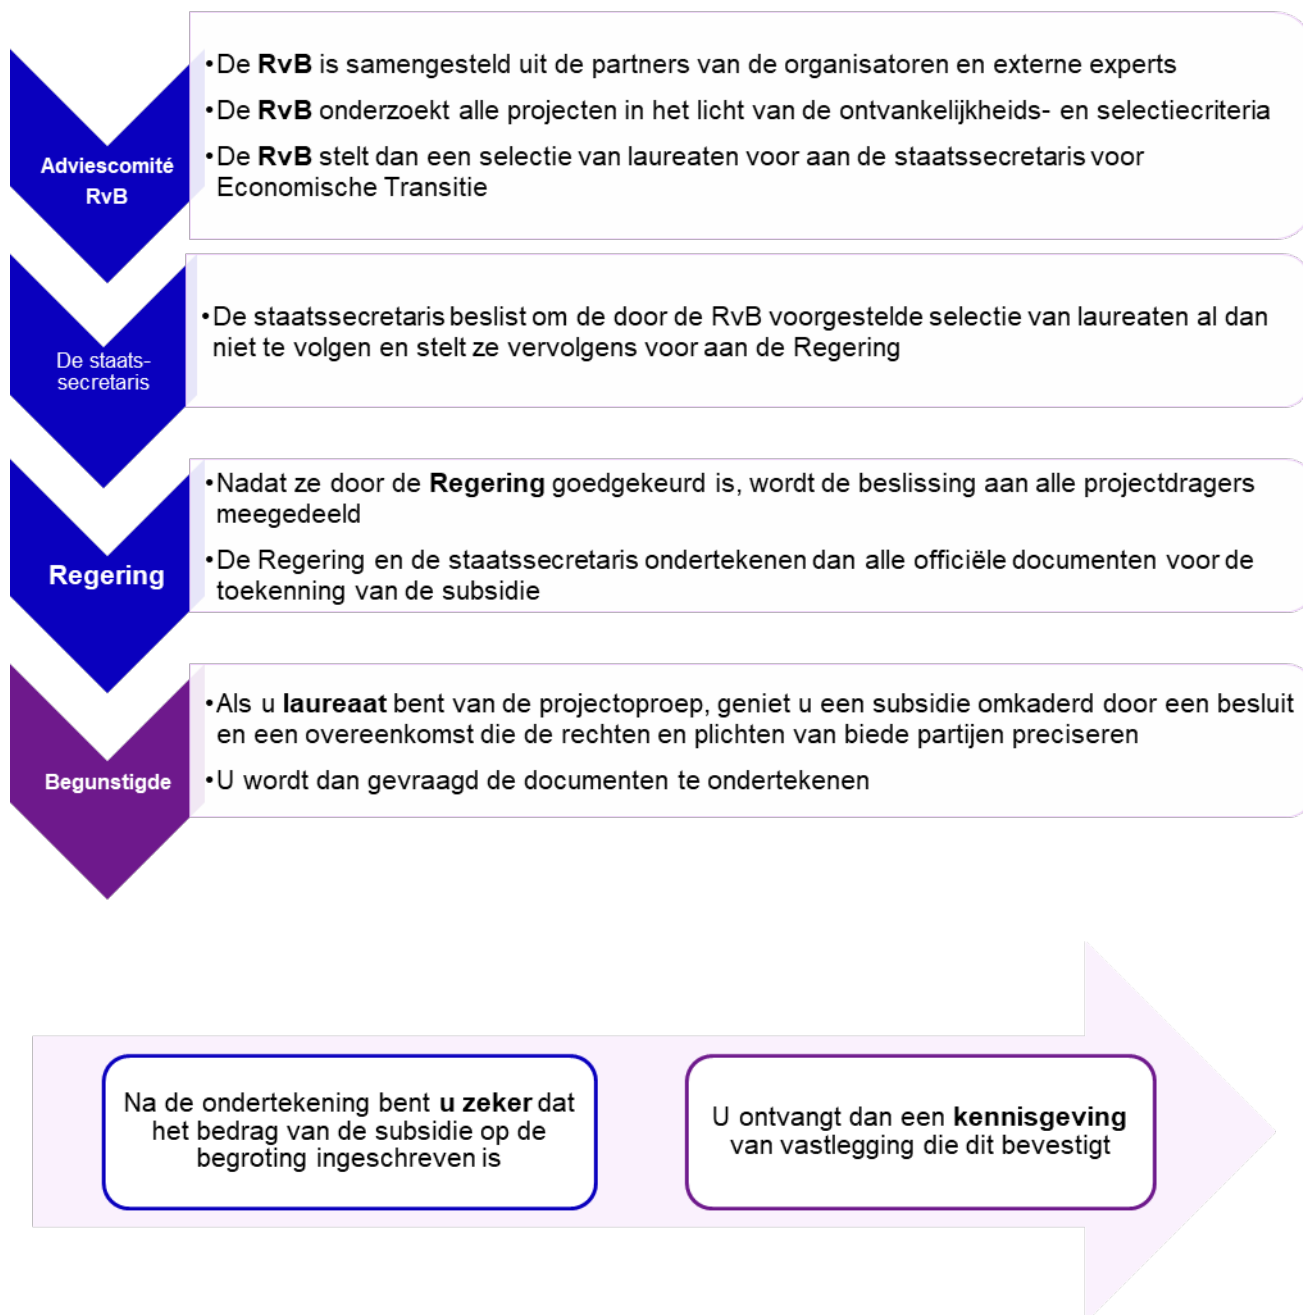 •De RvB is samengesteld uit de partners van de organisatoren en externe experts
•De RvB onderzoekt alle projecten in het licht van de ontvankelijkheids- en selectiecriteria
•De RvB stelt dan een selectie van laureaten voor aan de staatssecretaris voor
Economische Transitie
Adviescomité
RvB
•De staatssecretaris beslist om de door de RvB voorgestelde selectie van laureaten al dan
niet te volgen en stelt ze vervolgens voor aan de Regering
De staats-
secretaris
•Nadat ze door de Regering goedgekeurd is, wordt de beslissing aan alle projectdragers
meegedeeld
•De Regering en de staatssecretaris ondertekenen dan alle officiële documenten voor de
toekenning van de subsidie
Regering
•Als u laureaat bent van de projectoproep, geniet u een subsidie omkaderd door een besluit
en een overeenkomst die de rechten en plichten van biede partijen preciseren
•U wordt dan gevraagd de documenten te ondertekenen
Begunstigde
Na de ondertekening bent u zeker dat
het bedrag van de subsidie op de
begroting ingeschreven is
U ontvangt dan een kennisgeving
van vastlegging die dit bevestigt